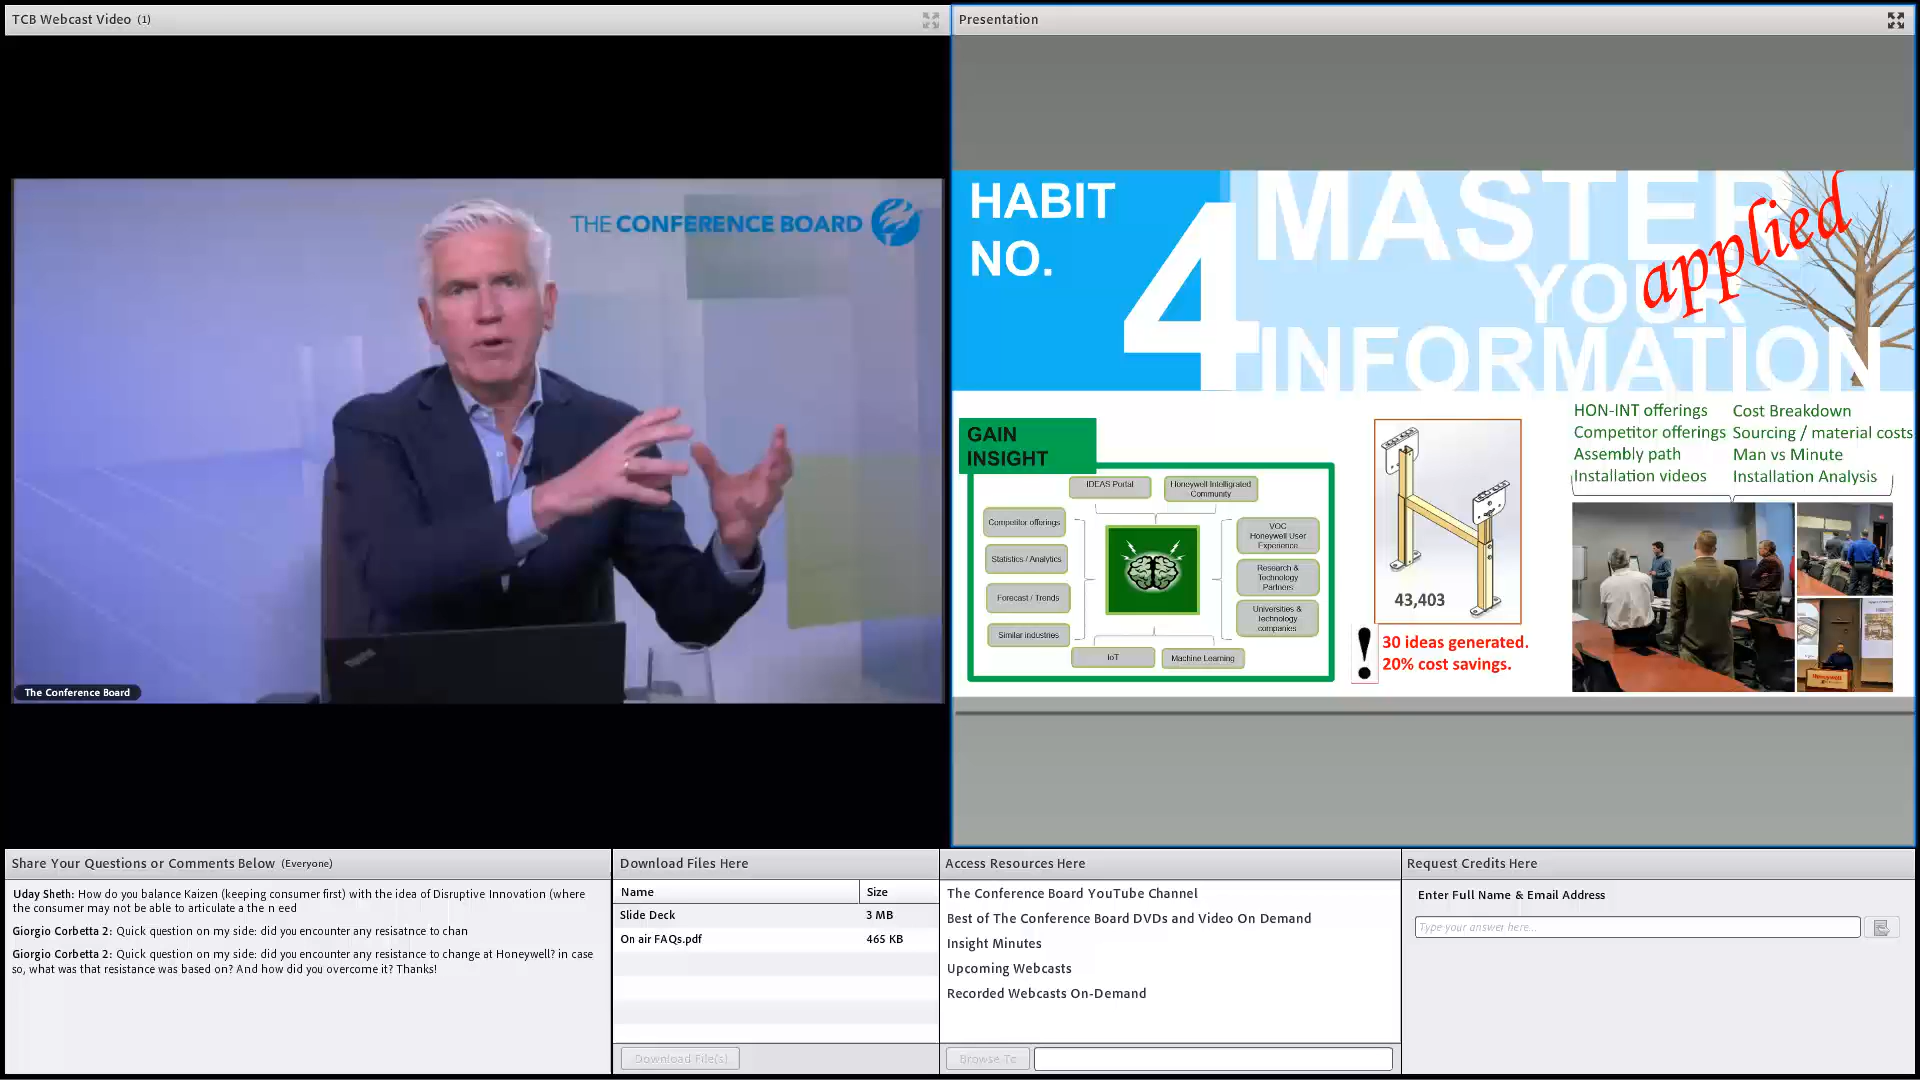 TCB Webcast Video (1)
THE CONFERENCE BOARD
The Conference Board
Presentation
HABIT
NO.
4
MASTER
YOUR
INFORMATION
applied
GAIN
INSIGHT
IDEAS Portal
Honeywell Intelligrated
Community
Competitor offerings
Statistics / Analytics
Forecast / Trends
Similar industries
VOC
Honeywell User
Experience
Research &
Technology
Partners
Universities &
Technology
companies
IoT
Machine Learning
43,403
! 30 ideas generated.
20% cost savings.
HON-INT offerings
Competitor offerings
Assembly path
Installation videos
Cost Breakdown
Sourcing / material costs
Man vs Minute
Installation Analysis
Honeywell
Share Your Questions or Comments Below (Everyone)
Uday Sheth: How do you balance Kaizen (keeping consumer first) with the idea of Disruptive Innovation (where
the consumer may not be able to articulate a the n eed
Giorgio Corbetta 2: Quick question on my side: did you encounter any resisatnce to chan
Giorgio Corbetta 2: Quick question on my side: did you encounter any resistance to change at Honeywell? in case
so, what was that resistance was based on? And how did you overcome it? Thanks!
Download Files Here
Name Size
Slide Deck 3 MB
On air FAQs.pdf 465 KB
Download File(s)
Access Resources Here
The Conference Board YouTube Channel
Best of The Conference Board DVDs and Video On Demand
Insight Minutes
Upcoming Webcasts
Recorded Webcasts On-Demand
Browse To
Request Credits Here
Enter Full Name & Email Address
Type your answer here...